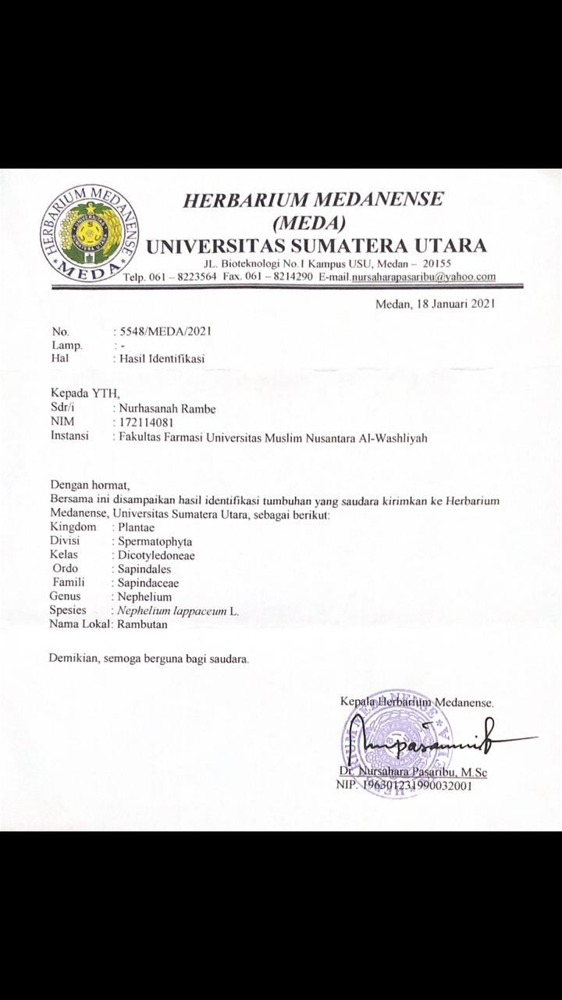 HERBARIUM MEDANENSE
MEDA
UNIVERSITAS
SUMATERA UTARA
HERBARIUM MEDANENSE
(MEDA)
UNIVERSITAS SUMATERA UTARA
JL. Bioteknologi No.1 Kampus USU, Medan – 20155
Telp. 061 – 8223564 Fax. 061 – 8214290 E-mail.nursaharapasaribu@yahoo.com
Medan, 18 Januari 2021
No. : 5548/MEDA/2021
Lamp. : -
Hal : Hasil Identifikasi
Kepada YTH,
Sdr/i : Nurhasanah Rambe
NIM : 172114081
Instansi : Fakultas Farmasi Universitas Muslim Nusantara Al-Washliyah
Dengan hormat,
Bersama ini disampaikan hasil identifikasi tumbuhan yang saudara kirimkan ke Herbarium
Medanense, Universitas Sumatera Utara, sebagai berikut:
Kingdom : Plantae
Divisi : Spermatophyta
Kelas : Dicotyledoneae
Ordo : Sapindales
Famili : Sapindaceae
Genus : Nephelium
Spesies : Nephelium lappaceum L.
Nama Lokal: Rambutan
Demikian, semoga berguna bagi saudara.
Kepala Herbarium Medanense.
Dr. Nursahara Pasaribu, M.Sc
NIP. 196301231990032001